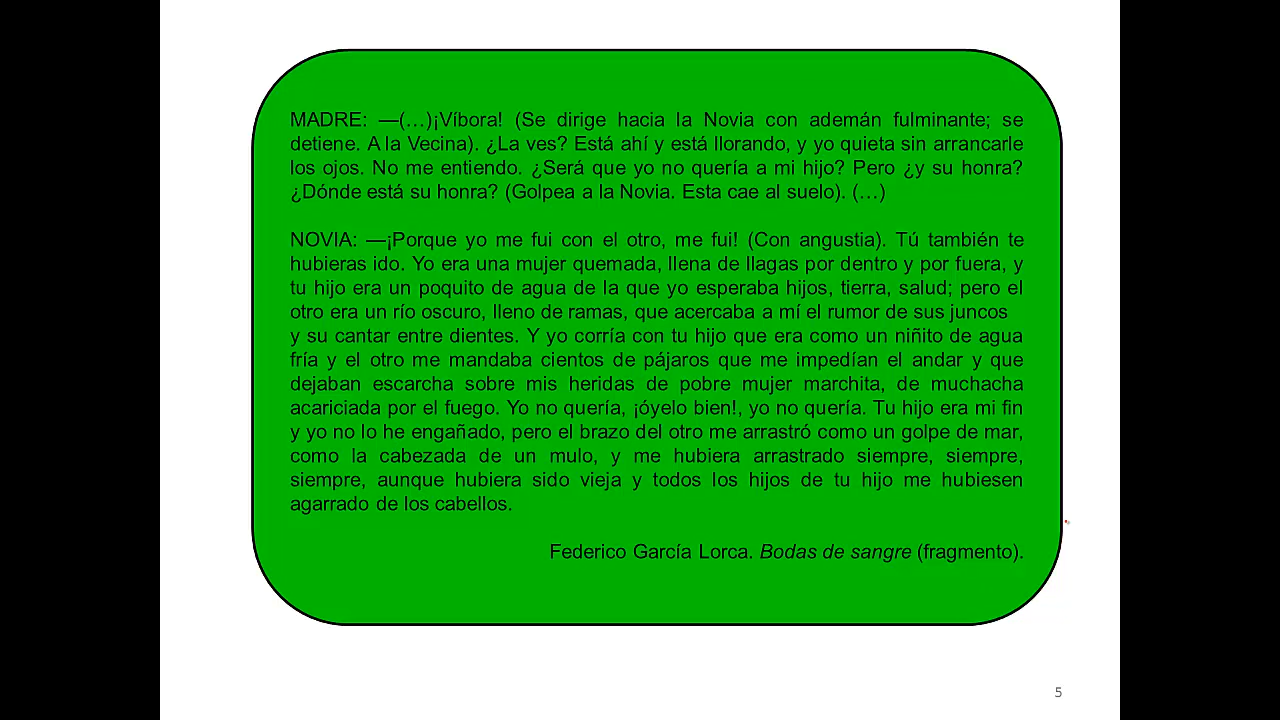 MADRE: —(…)¡Víbora! (Se dirige hacia la Novia con ademán fulminante; se
detiene. A la Vecina). ¿La ves? Está ahí y está llorando, y yo quieta sin arrancarle
los ojos. No me entiendo. ¿Será que yo no quería a mi hijo? Pero ¿y su honra?
¿Dónde está su honra? (Golpea a la Novia. Esta cae al suelo). (…)
NOVIA: —¡Porque yo me fui con el otro, me fui! (Con angustia). Tú también te
hubieras ido. Yo era una mujer quemada, llena de llagas por dentro y por fuera, y
tu hijo era un poquito de agua de la que yo esperaba hijos, tierra, salud; pero el
otro era un río oscuro, lleno de ramas, que acercaba a mí el rumor de sus juncos
y su cantar entre dientes. Y yo corría con tu hijo que era como un niñito de agua
fría y el otro me mandaba cientos de pájaros que me impedían el andar y que
dejaban escarcha sobre mis heridas de pobre mujer marchita, de muchacha
acariciada por el fuego. Yo no quería, ¡óyelo bien!, yo no quería. Tu hijo era mi fin
y yo no lo he engañado, pero el brazo del otro me arrastró como un golpe de mar,
como la cabezada de un mulo, y me hubiera arrastrado siempre, siempre,
siempre, aunque hubiera sido vieja y todos los hijos de tu hijo me hubiesen
agarrado de los cabellos.
Federico García Lorca. Bodas de sangre (fragmento).
5